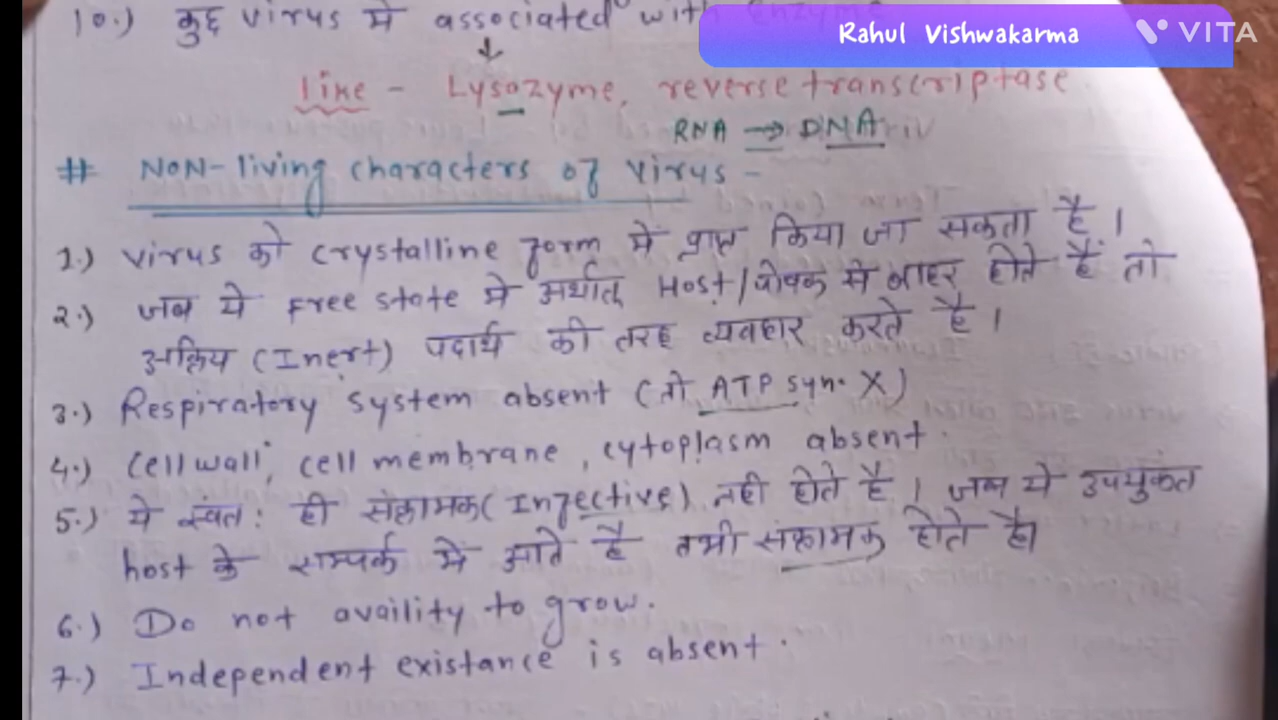 10.) कुछ virus मे associated with Enzyme
Rahul Vishwakarma
VITA
like - Lysozyme, reverse transcriptase
RNA → DNA
# NON-living characters of virus -
1.) virus को crystalline form मे प्राप्त किया जा सकता है।
2.) जब ये Free state मे अर्थात् Host/पोषक से बाहर होते हैं तो
अक्रिय (Inert) पदार्थ की तरह व्यवहार करते है।
3.) Respiratory system absent (तो ATP syn. X)
4.) cell wall, cell membrane, cytoplasm absent.
5.) ये स्वतः ही संक्रामक (Infective) नही होते है। जब ये उपयुक्त
host के सम्पर्क मे आते है तभी संक्रामक होते है।
6.) Do not availity to grow.
7.) Independent existance is absent.